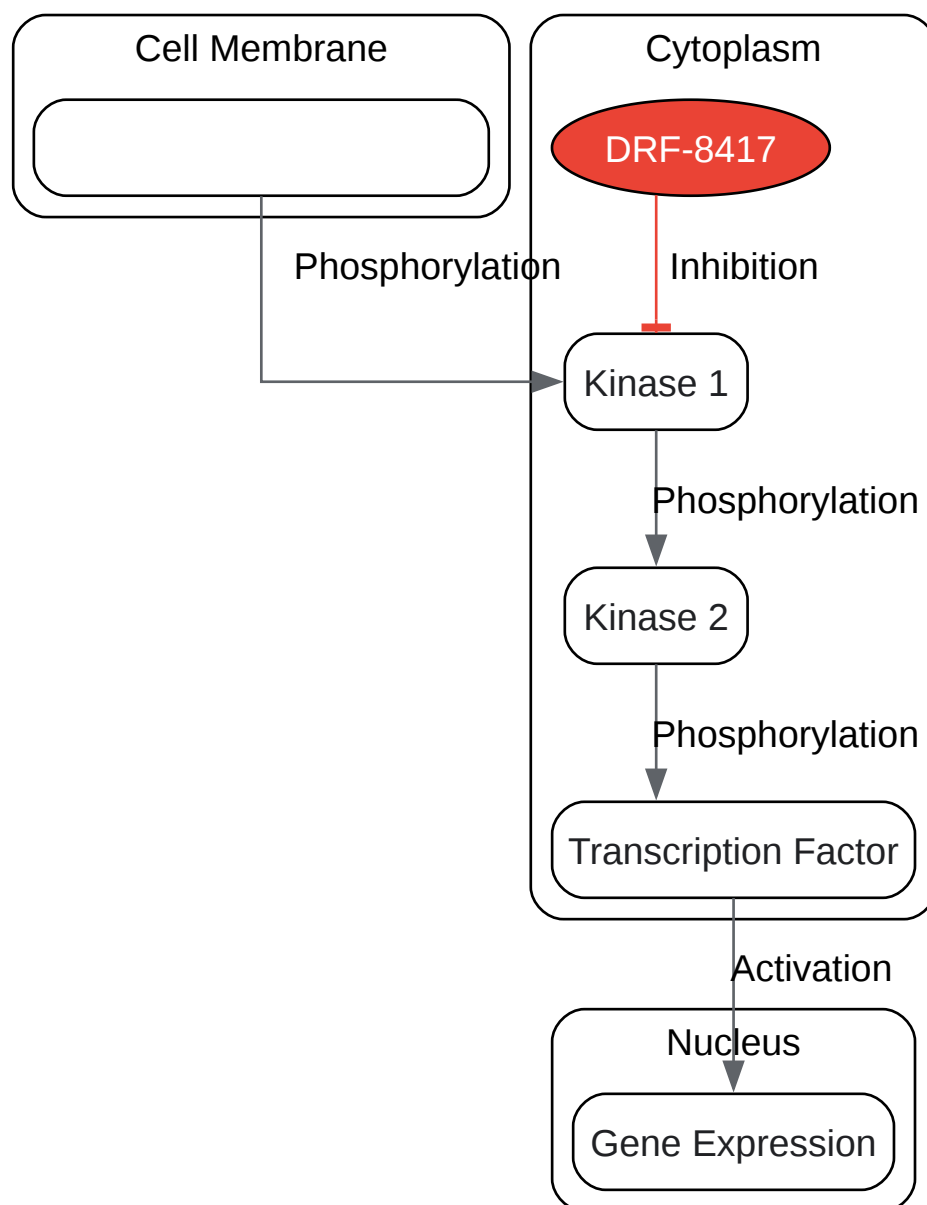 Cell Membrane
Cytoplasm
DRF-8417
Phosphorylation
Inhibition
Kinase 1
Phosphorylation
Kinase 2
Phosphorylation
Transcription Factor
Activation
Nucleus
Gene Expression